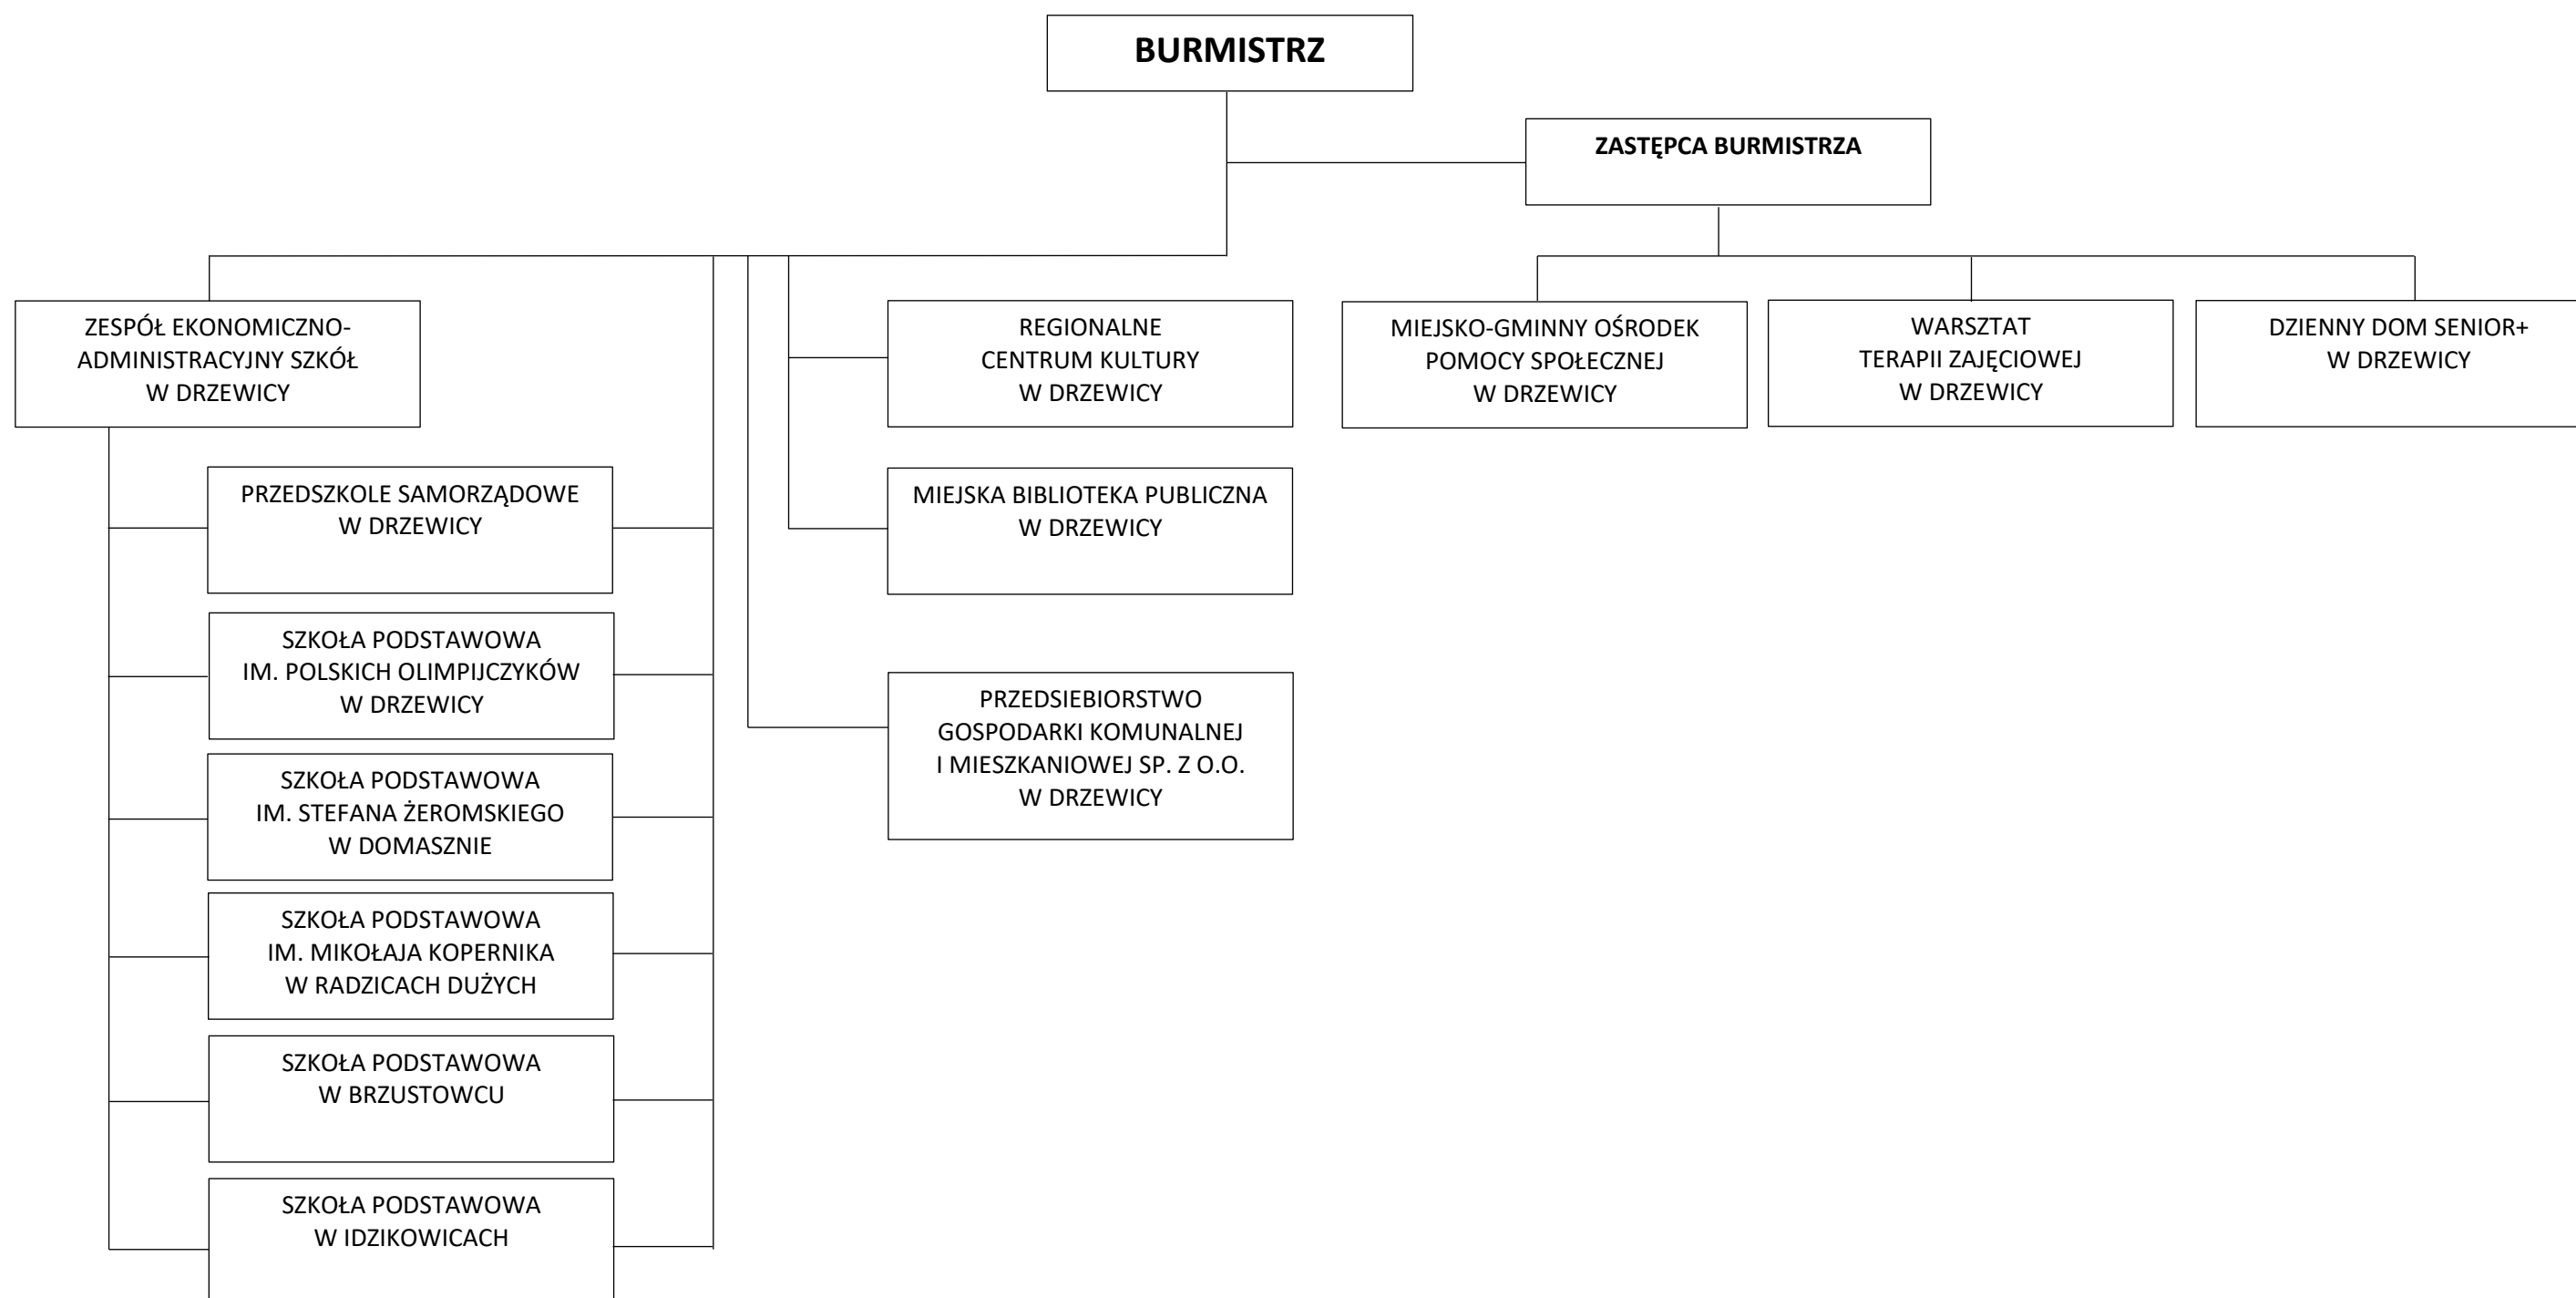 BURMISTRZ
ZASTĘPCA BURMISTRZA
ZESPÓŁ EKONOMICZNO-
ADMINISTRACYJNY SZKÓŁ
W DRZEWICY
REGIONALNE
CENTRUM KULTURY
W DRZEWICY
MIEJSKO-GMINNY OŚRODEK
POMOCY SPOŁECZNEJ
W DRZEWICY
WARSZTAT
TERAPII ZAJĘCIOWEJ
W DRZEWICY
DZIENNY DOM SENIOR+
W DRZEWICY
PRZEDSZKOLE SAMORZĄDOWE
W DRZEWICY
MIEJSKA BIBLIOTEKA PUBLICZNA
W DRZEWICY
SZKOŁA PODSTAWOWA
IM. POLSKICH OLIMPIJCZYKÓW
W DRZEWICY
PRZEDSIEBIORSTWO
GOSPODARKI KOMUNALNEJ
I MIESZKANIOWEJ SP. Z O.O.
W DRZEWICY
SZKOŁA PODSTAWOWA
IM. STEFANA ŻEROMSKIEGO
W DOMASZNIE
SZKOŁA PODSTAWOWA
IM. MIKOŁAJA KOPERNIKA
W RADZICACH DUŻYCH
SZKOŁA PODSTAWOWA
W BRZUSTOWCU
SZKOŁA PODSTAWOWA
W IDZIKOWICACH